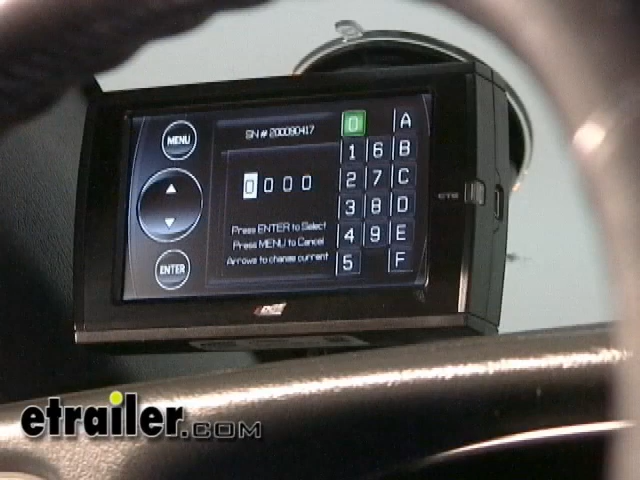 MENU
SN # 200090417
0 0 0 0
Press ENTER to Select
Press MENU to Cancel
Arrows to change current
ENTER
0 A
1 6 B
2 7 C
3 8 D
4 9 E
5 F
CTS
etrailer.com